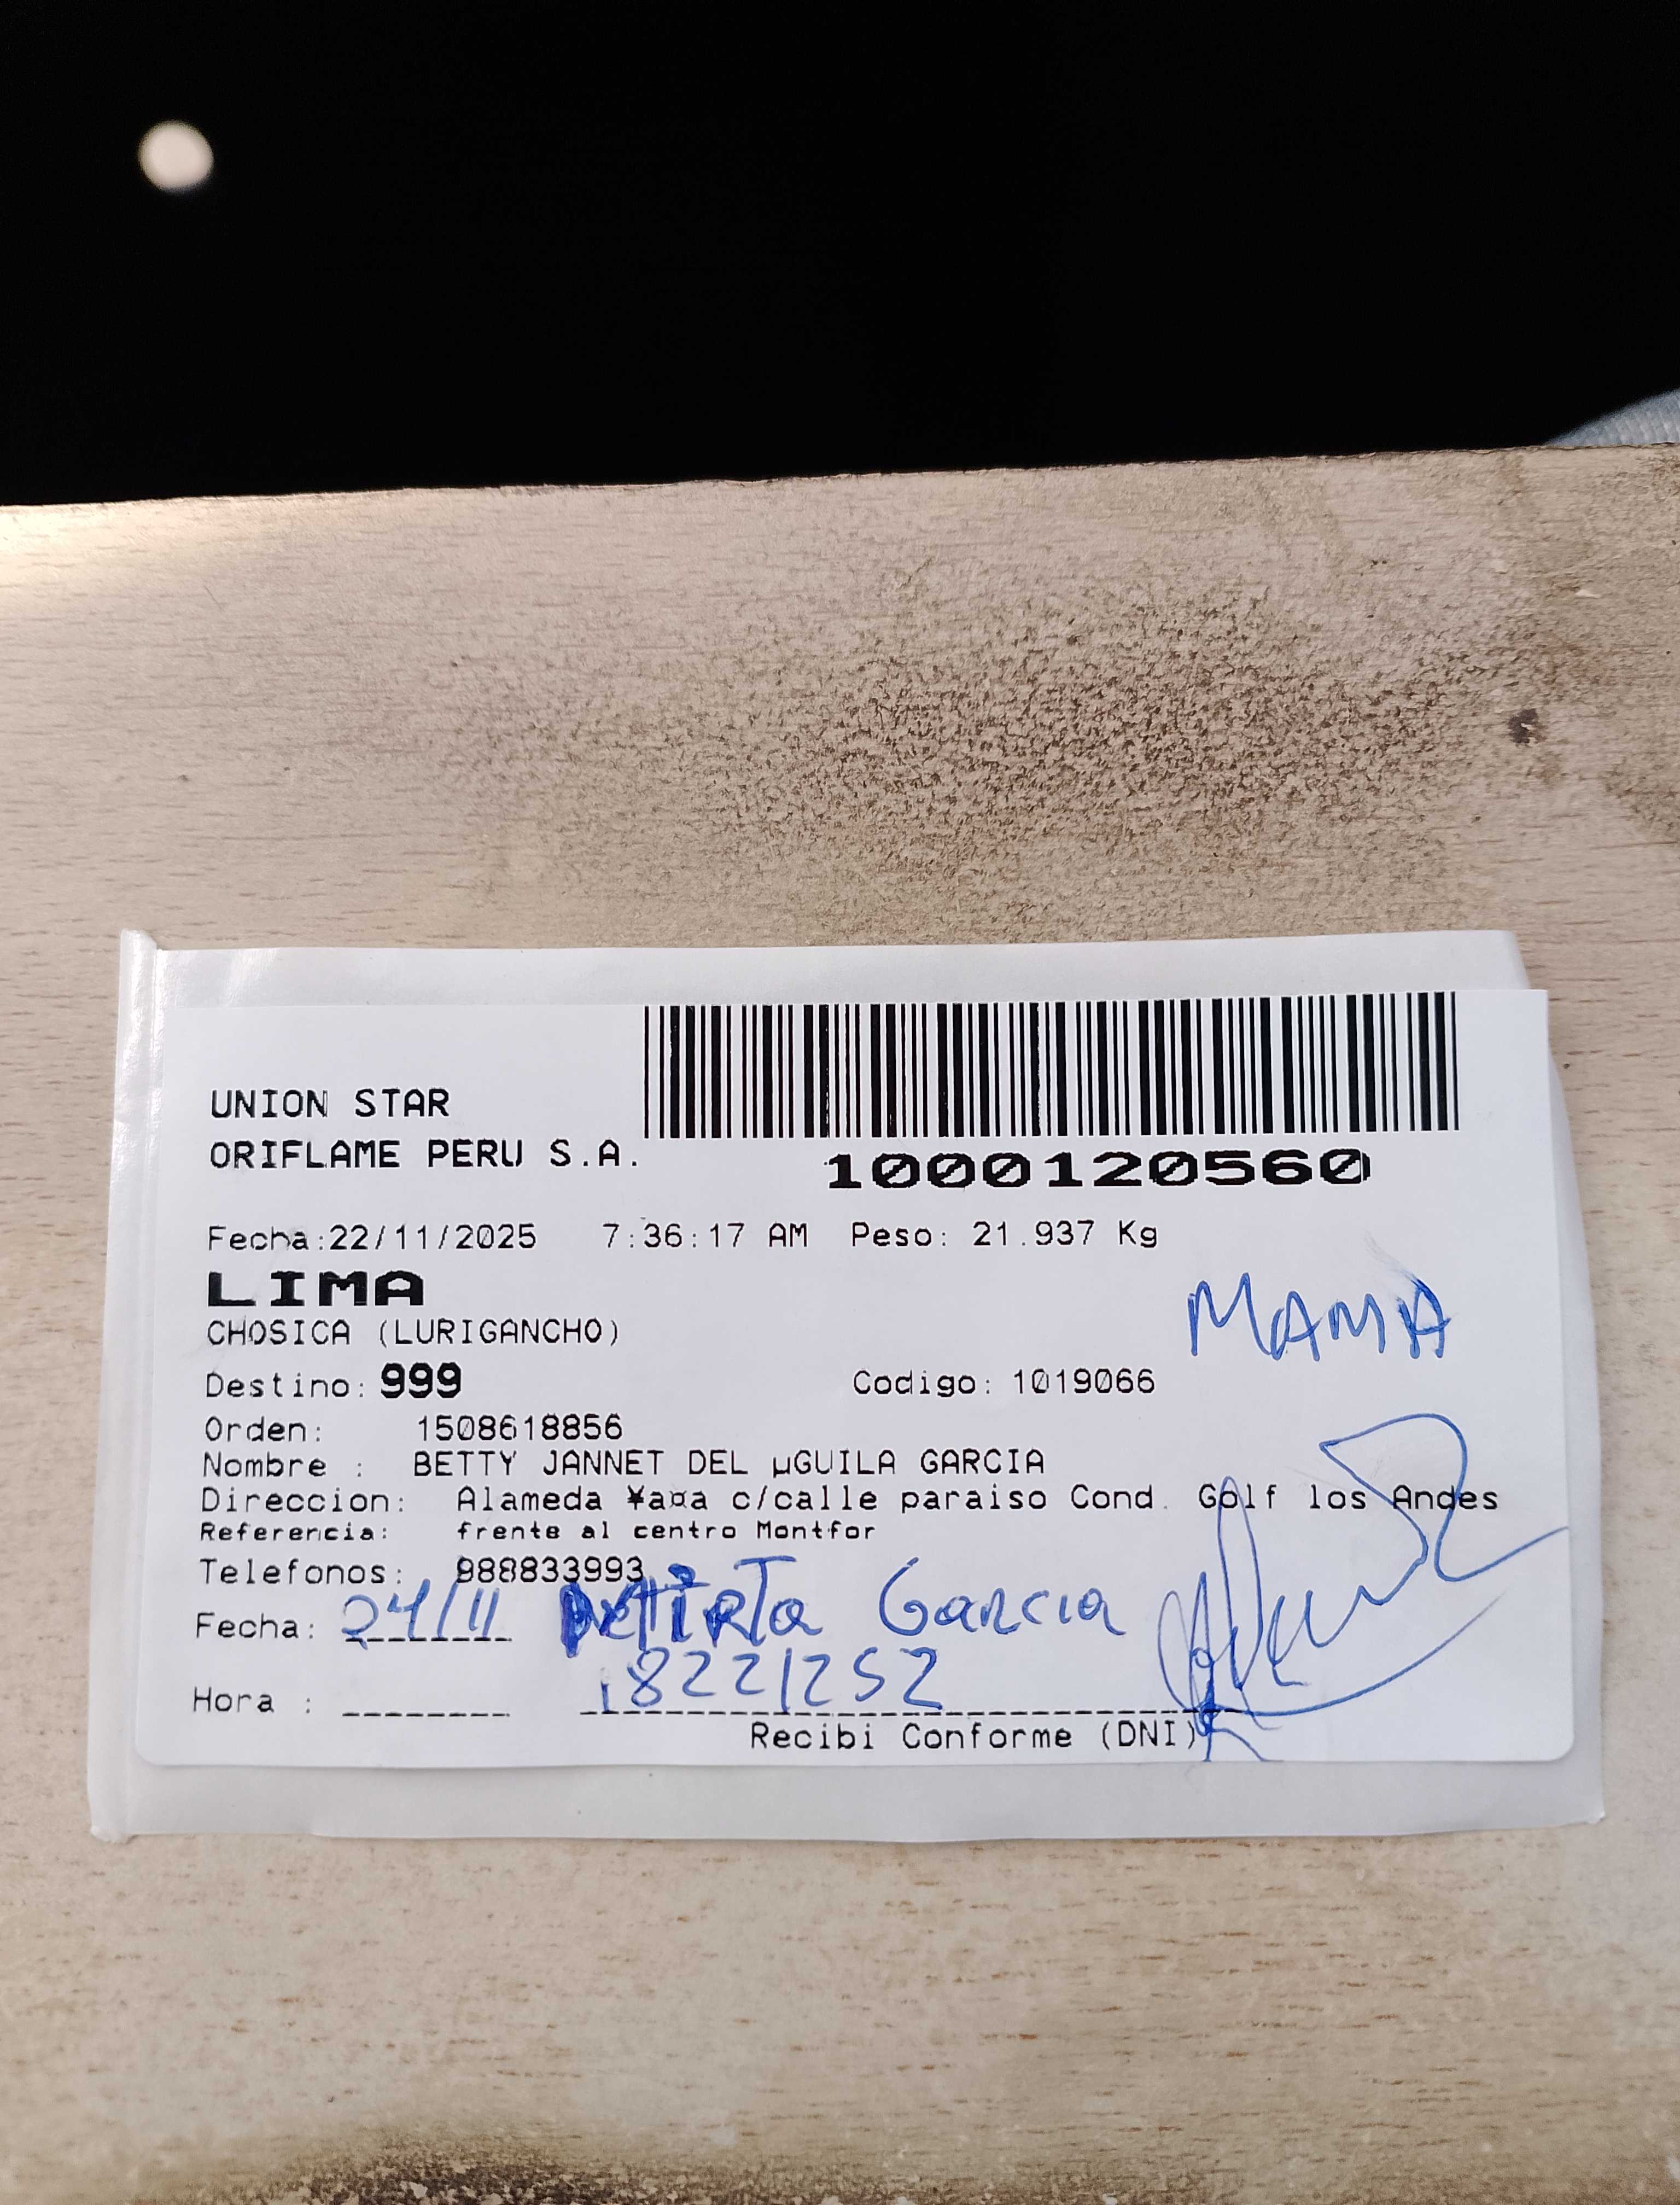 UNION STAR
ORIFLAME PERU S.A.
1000120560
Fecha:22/11/2025 7:36:17 AM Peso: 21.937 Kg
LIMA
MAMA
CHOSICA (LURIGANCHO)
Destino: 999 Codigo: 1019066
Orden: 1508618856
Nombre : BETTY JANNET DEL µGUILA GARCIA
Direccion: Alameda ¥a¤a c/calle paraiso Cond. Golf los Andes
Referencia: frente al centro Montfor
Telefonos: 988833993
Fecha: 24/11 Garcia
18221252
Hora :
Recibi Conforme (DNI)